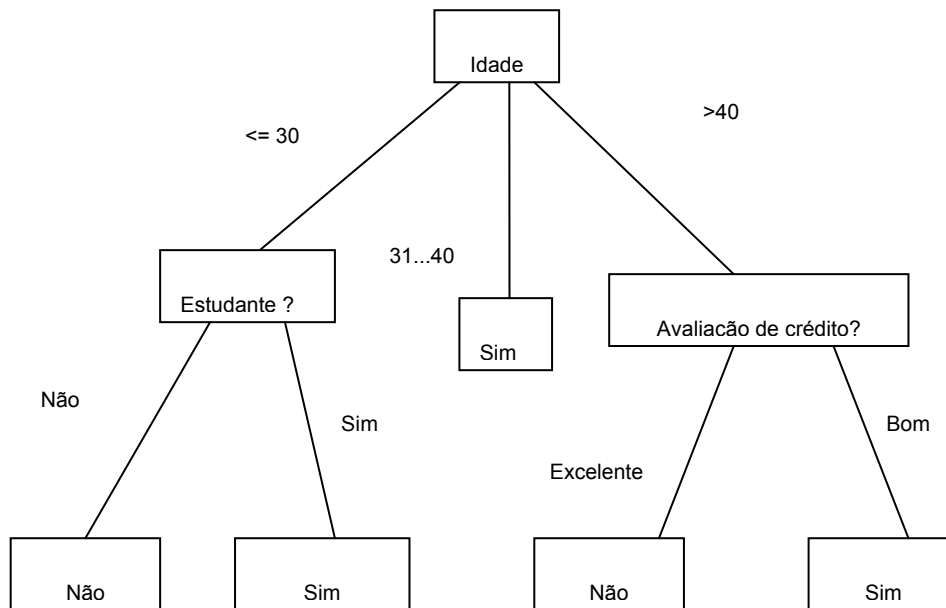 Idade
>40
<= 30
31...40
Estudante ?
Avaliacão de crédito?
Sim
Não
Sim
Bom
Excelente
Não
Sim
Não
Sim